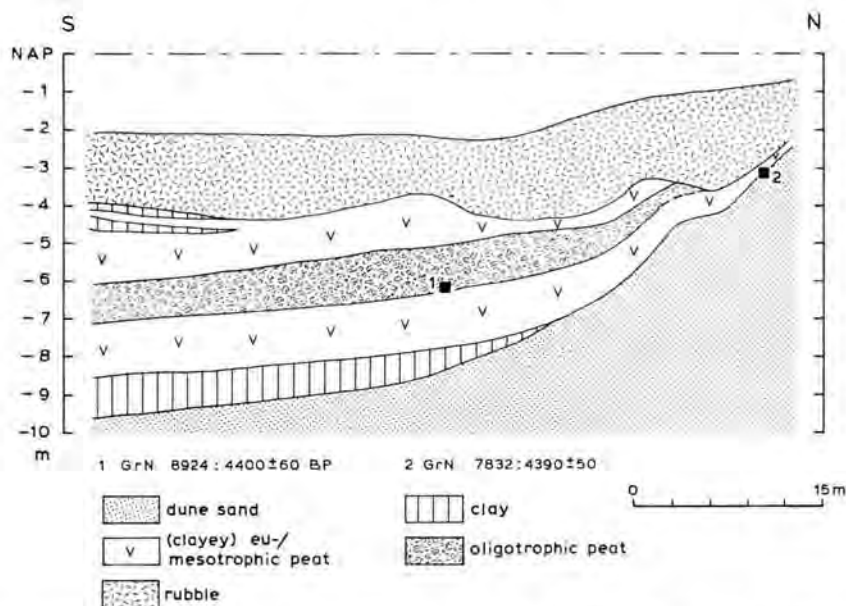 S N
NAP
-1
-2
-3
-4
-5
-6
-7
-8
-9
-10
m
1
2
1 GrN 8924:4400±60 BP 2 GrN 7832:4390±50
0 15m
dune sand
clay
(clayey) eu-/
mesotrophic peat
oligotrophic peat
rubble